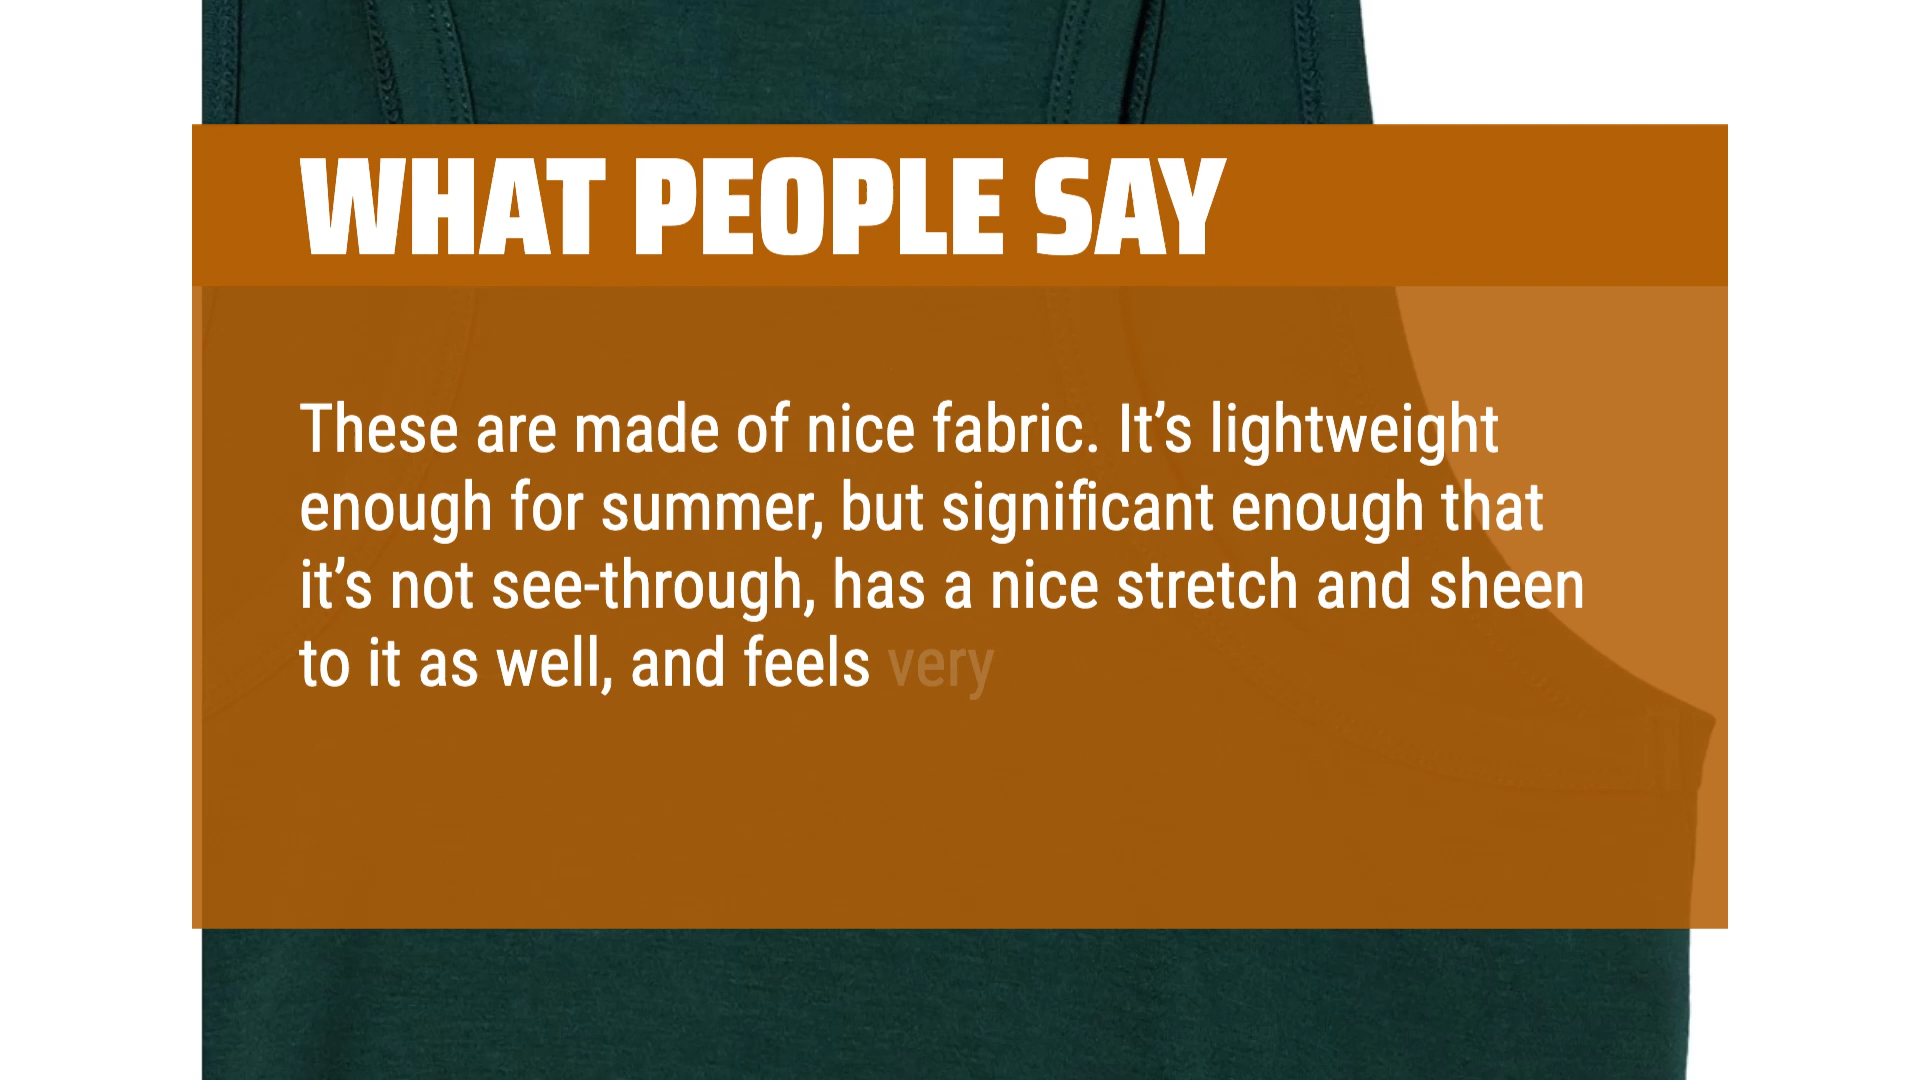 WHAT PEOPLE SAY
These are made of nice fabric. It’s lightweight
enough for summer, but significant enough that
it’s not see-through, has a nice stretch and sheen
to it as well, and feels very